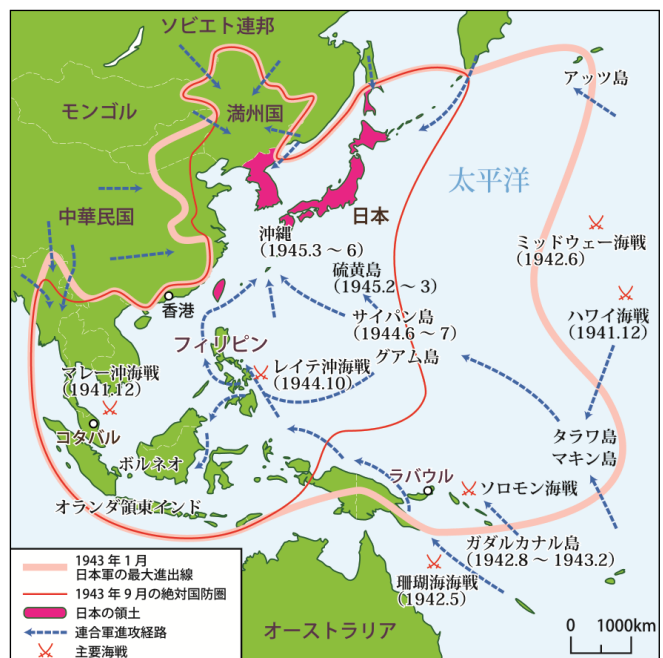 ソビエト連邦
アッツ島
モンゴル
満州国
太平洋
中華民国
日本
沖縄
(1945.3 ~ 6)
ミッドウェー海戦
(1942.6)
硫黄島
(1945.2 ~ 3)
香港
サイパン島
(1944.6 ~ 7)
ハワイ海戦
(1941.12)
フィリピン
グアム島
マレー沖海戦
(1941.12)
レイテ沖海戦
(1944.10)
コタバル
タラワ島
マキン島
ボルネオ
ラバウル
ソロモン海戦
オランダ領東インド
ガダルカナル島
(1942.8 ~ 1943.2)
珊瑚海海戦
(1942.5)
オーストラリア
1943 年 1 月
日本軍の最大進出線
1943 年 9 月の絶対国防圏
日本の領土
連合軍進攻経路
主要海戦
0 1000km